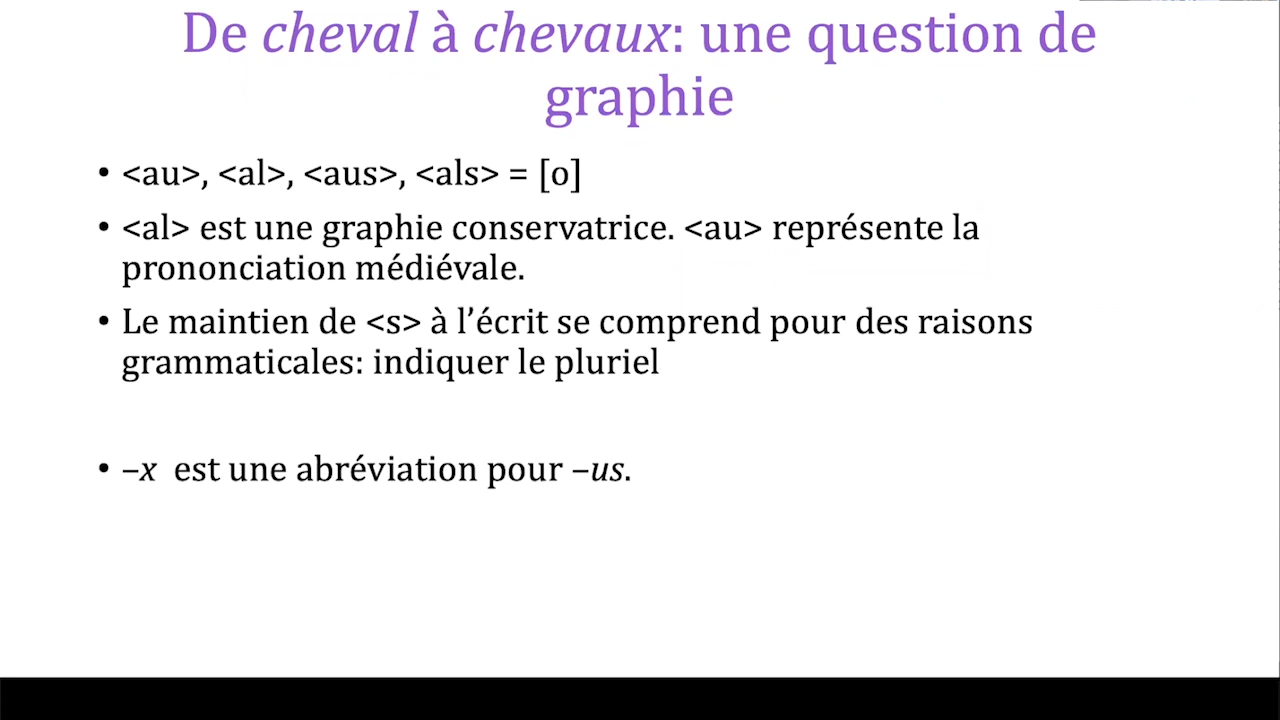 De cheval à chevaux: une question de
graphie
• <au>, <al>, <aus>, <als> = [o]
• <al> est une graphie conservatrice. <au> représente la
prononciation médiévale.
• Le maintien de <s> à l’écrit se comprend pour des raisons
grammaticales: indiquer le pluriel
• –x est une abréviation pour –us.